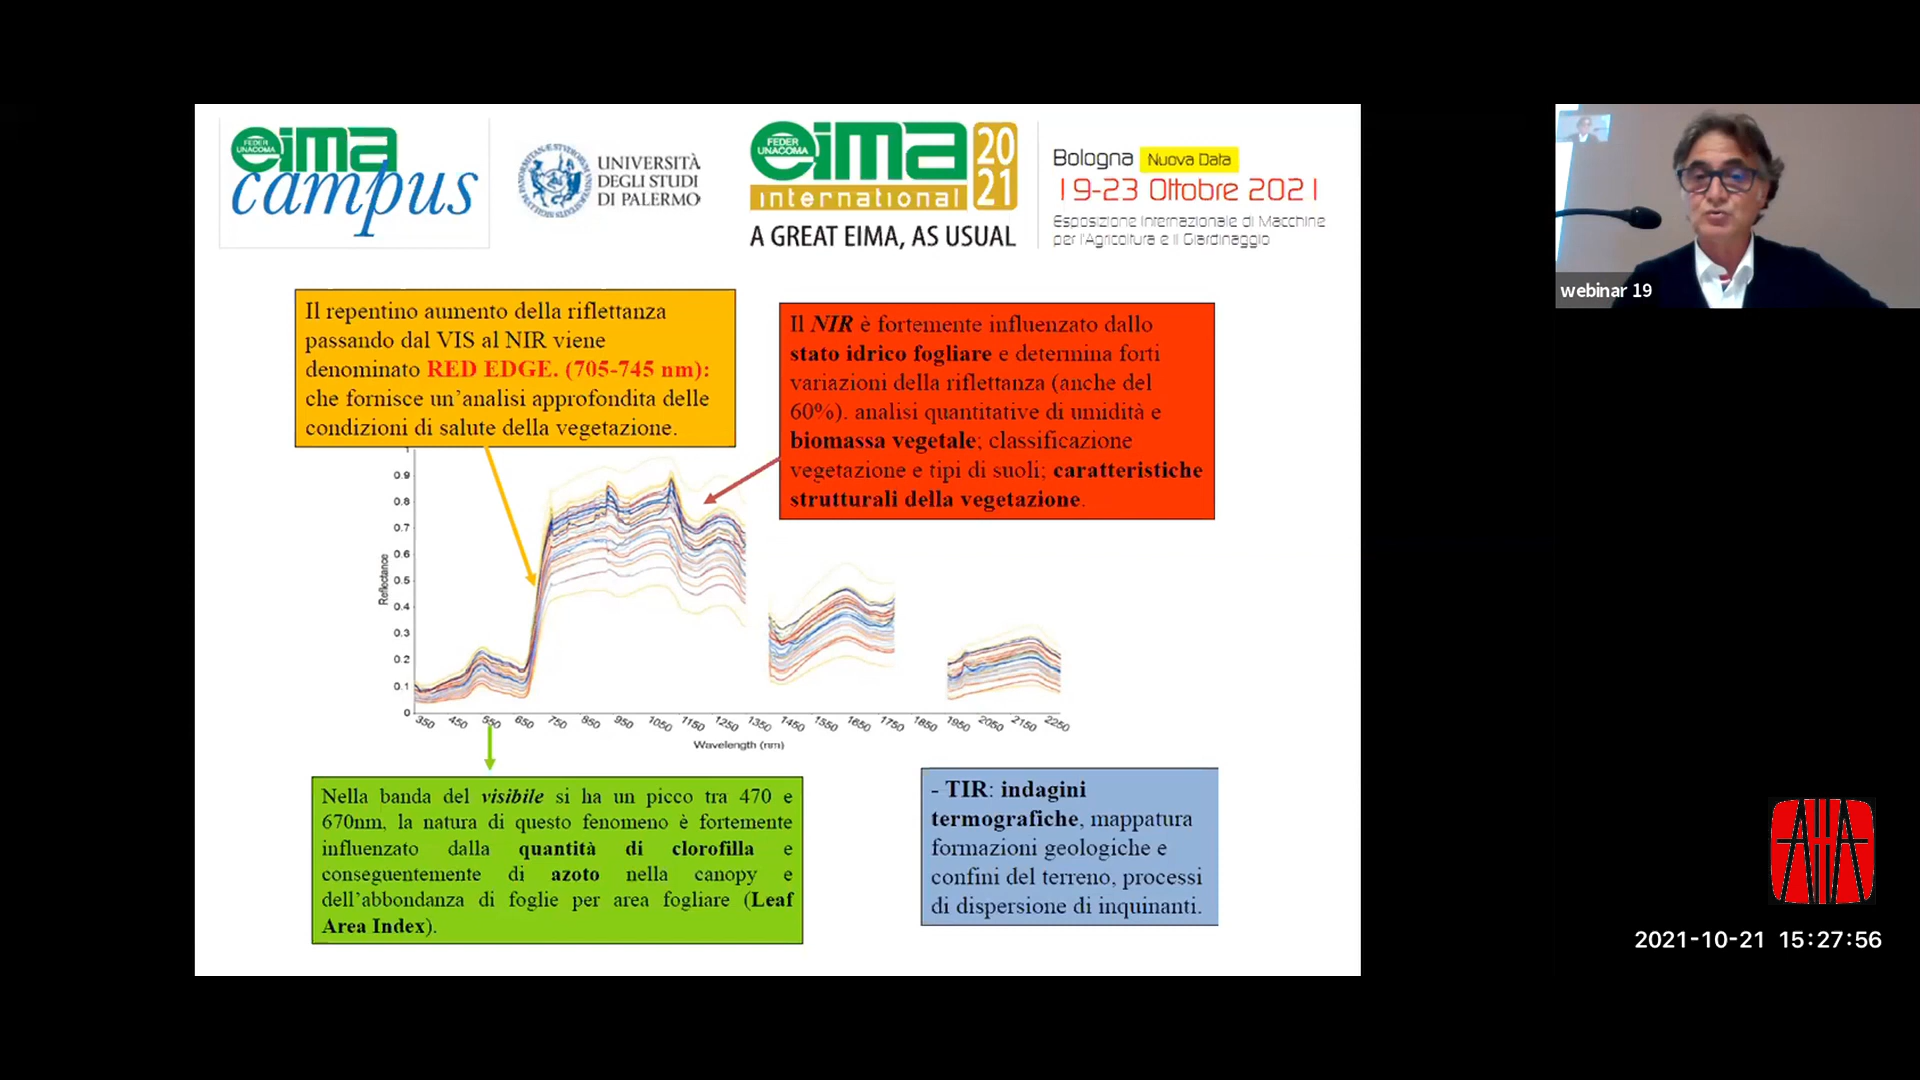 FEDER
UNACOMA
eima
campus
UNIVERSITÀ
DEGLI STUDI
DI PALERMO
FEDER
UNACOMA
eima
international
20
21
A GREAT EIMA, AS USUAL
Bologna Nuova Data
19-23 Ottobre 2021
Esposizione Internazionale di Macchine
per l'Agricoltura e il Giardinaggio
webinar 19
Il repentino aumento della riflettanza
passando dal VIS al NIR viene
denominato RED EDGE. (705-745 nm):
che fornisce un'analisi approfondita delle
condizioni di salute della vegetazione.
Il NIR è fortemente influenzato dallo
stato idrico fogliare e determina forti
variazioni della riflettanza (anche del
60%). analisi quantitative di umidità e
biomassa vegetale; classificazione
vegetazione e tipi di suoli; caratteristiche
strutturali della vegetazione.
1
0.9
0.8
0.7
0.6
0.5
0.4
0.3
0.2
0.1
0
Reflectance
350 450 550 650 750 850 950 1050 1150 1250 1350 1450 1550 1650 1750 1850 1950 2050 2150 2250
Wavelength (nm)
Nella banda del visibile si ha un picco tra 470 e
670nm, la natura di questo fenomeno è fortemente
influenzato dalla quantità di clorofilla e
conseguentemente di azoto nella canopy e
dell'abbondanza di foglie per area fogliare (Leaf
Area Index).
- TIR: indagini
termografiche, mappatura
formazioni geologiche e
confini del terreno, processi
di dispersione di inquinanti.
2021-10-21 15:27:56